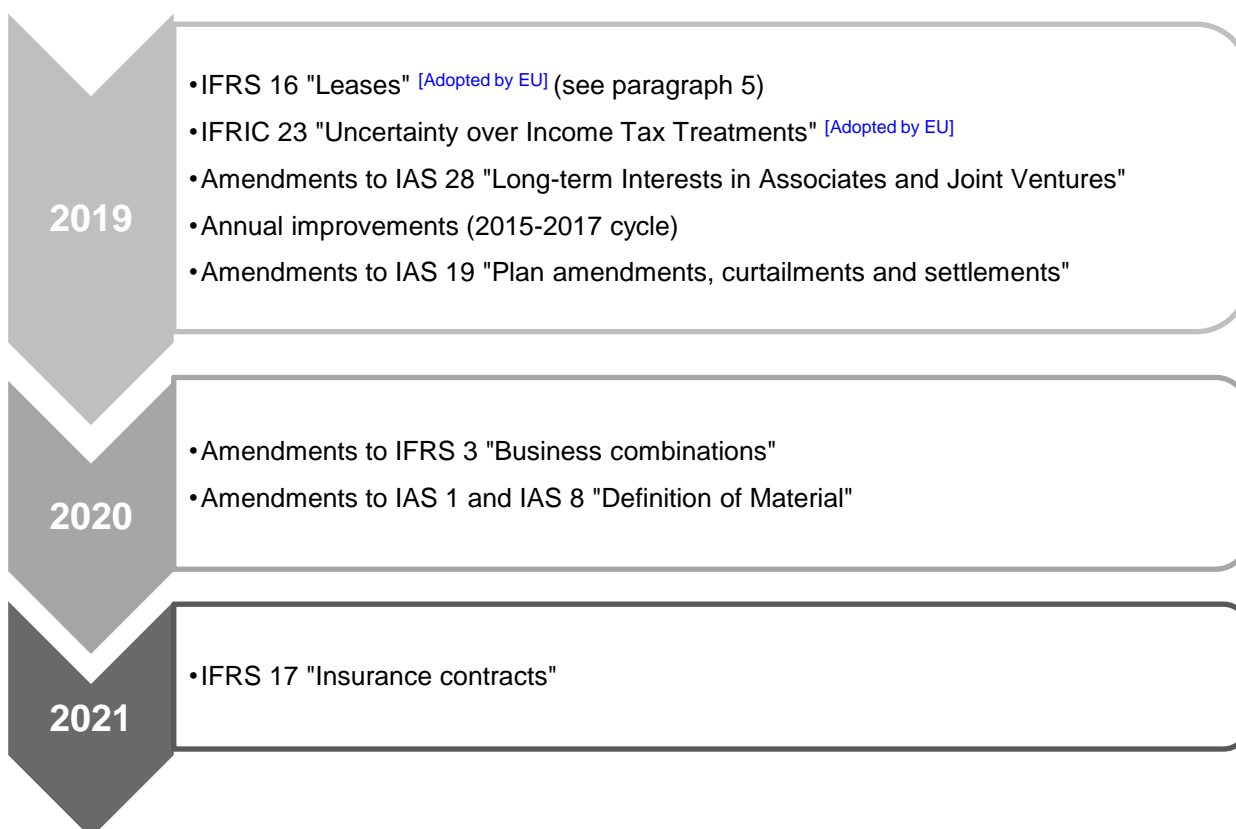 2019
•IFRS 16 "Leases" [Adopted by EU] (see paragraph 5)
•IFRIC 23 "Uncertainty over Income Tax Treatments" [Adopted by EU]
•Amendments to IAS 28 "Long-term Interests in Associates and Joint Ventures"
•Annual improvements (2015-2017 cycle)
•Amendments to IAS 19 "Plan amendments, curtailments and settlements"
2020
•Amendments to IFRS 3 "Business combinations"
•Amendments to IAS 1 and IAS 8 "Definition of Material"
2021
•IFRS 17 "Insurance contracts"